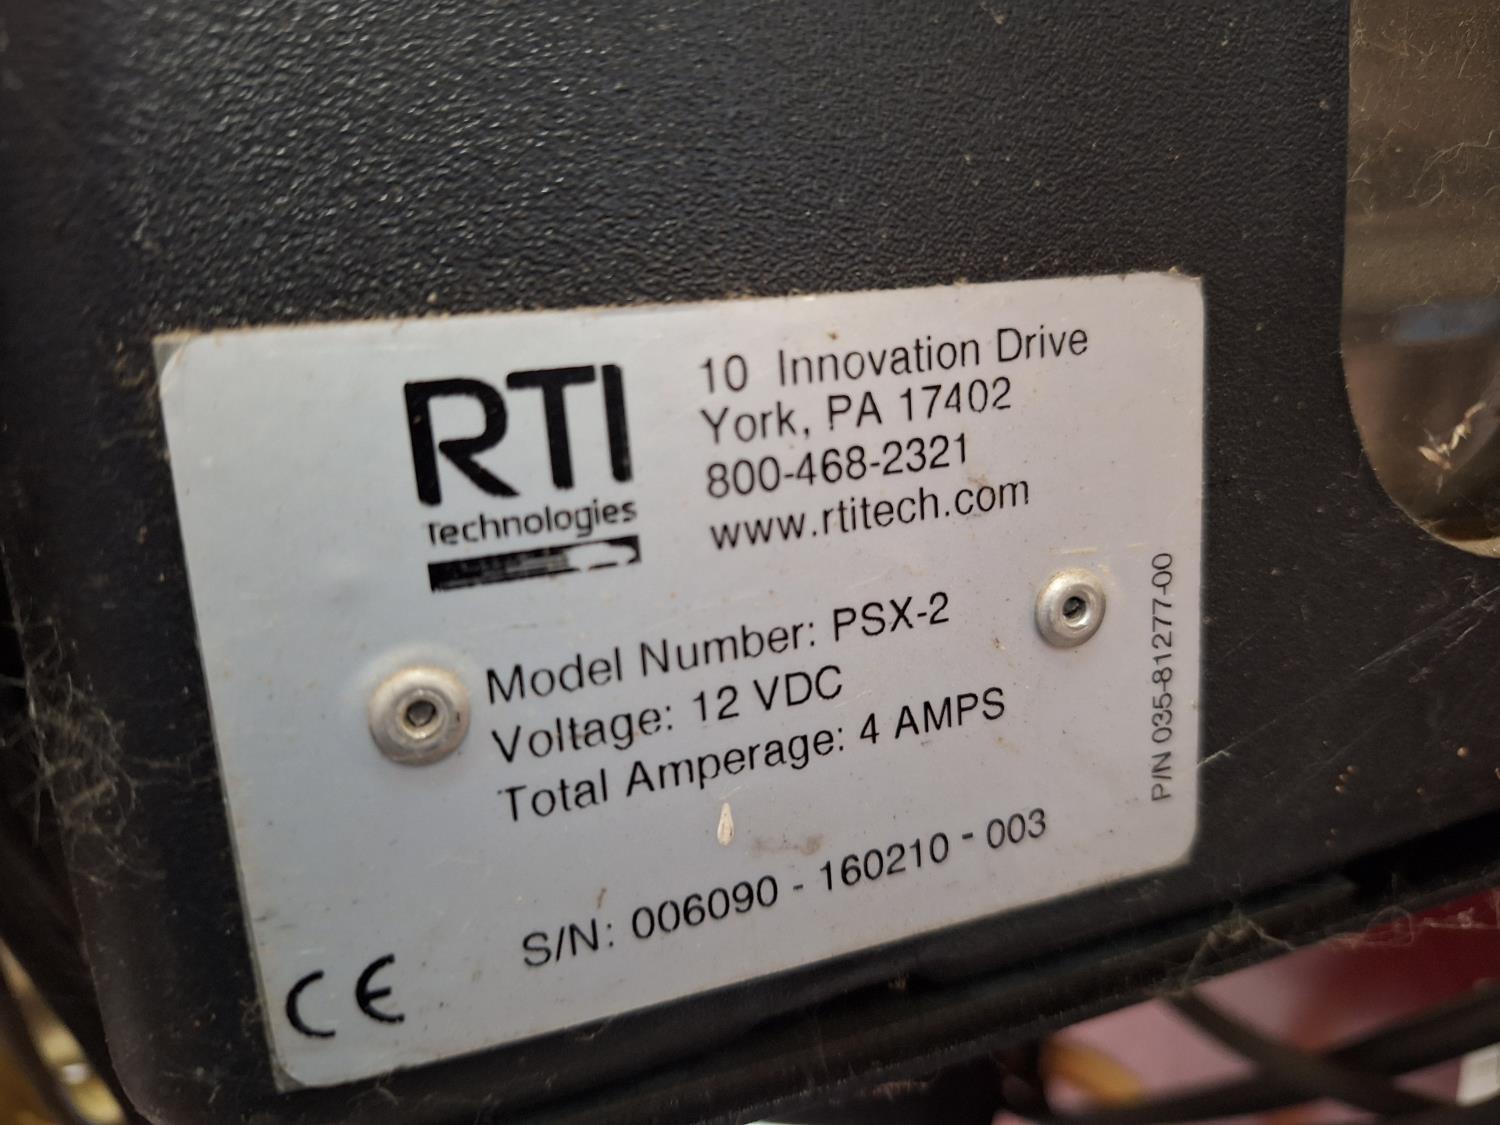 RTI
Technologies
10 Innovation Drive
York, PA 17402
800-468-2321
www.rtitech.com
Model Number: PSX-2
Voltage: 12 VDC
Total Amperage: 4 AMPS
S/N: 006090 - 160210 - 003
P/N 035-81277-00
CE